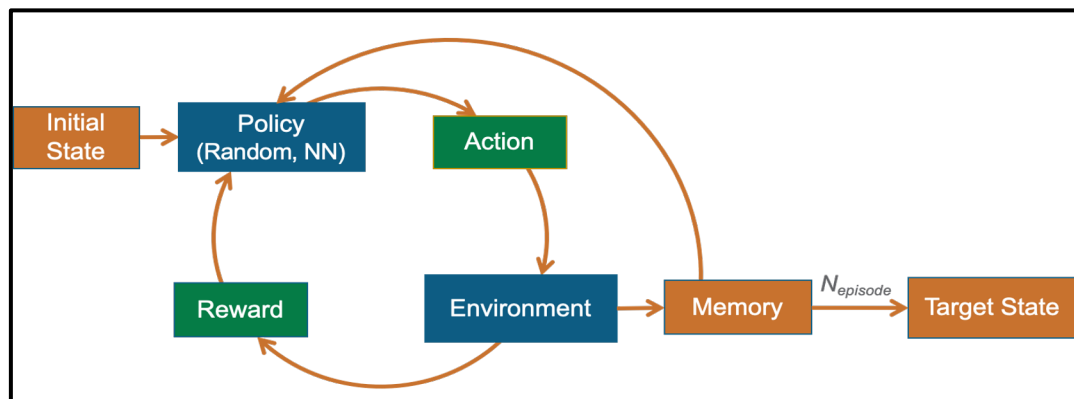 Initial
State
Policy
(Random, NN)
Action
Reward
Environment
Memory
N_episode
Target State